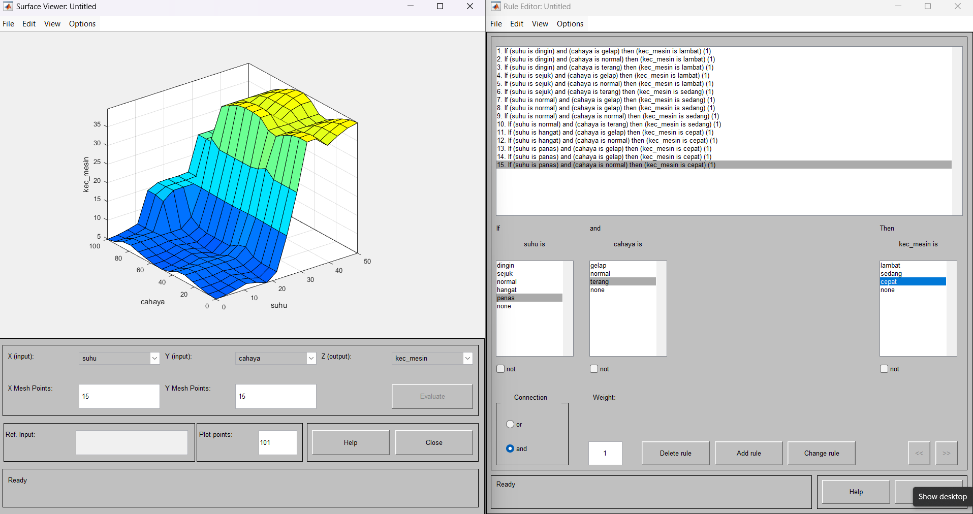 Surface Viewer: Untitled
File Edit View Options
35
30
25
20
15
10
5
kec_mesin
100
80
60
40
20
0
cahaya
0
10
20
30
40
50
suhu
X (input): suhu Y (input): cahaya Z (output): kec_mesin
X Mesh Points: 15 Y Mesh Points: 15 Evaluate
Ref. Input: Plot points: 101 Help Close
Ready
Rule Editor: Untitled
File Edit View Options
1. If (suhu is dingin) and (cahaya is gelap) then (kec_mesin is lambat) (1)
2. If (suhu is dingin) and (cahaya is normal) then (kec_mesin is lambat) (1)
3. If (suhu is dingin) and (cahaya is terang) then (kec_mesin is lambat) (1)
4. If (suhu is sejuk) and (cahaya is gelap) then (kec_mesin is lambat) (1)
5. If (suhu is sejuk) and (cahaya is normal) then (kec_mesin is lambat) (1)
6. If (suhu is sejuk) and (cahaya is terang) then (kec_mesin is sedang) (1)
7. If (suhu is normal) and (cahaya is gelap) then (kec_mesin is sedang) (1)
8. If (suhu is normal) and (cahaya is gelap) then (kec_mesin is sedang) (1)
9. If (suhu is normal) and (cahaya is normal) then (kec_mesin is sedang) (1)
10. If (suhu is normal) and (cahaya is terang) then (kec_mesin is sedang) (1)
11. If (suhu is hangat) and (cahaya is gelap) then (kec_mesin is cepat) (1)
12. If (suhu is hangat) and (cahaya is normal) then (kec_mesin is cepat) (1)
13. If (suhu is panas) and (cahaya is gelap) then (kec_mesin is cepat) (1)
14. If (suhu is panas) and (cahaya is gelap) then (kec_mesin is cepat) (1)
15. If (suhu is panas) and (cahaya is normal) then (kec_mesin is cepat) (1)
If and Then
suhu is cahaya is kec_mesin is
dingin
sejuk
normal
hangat
panas
none
gelap
normal
terang
none
lambat
sedang
cepat
none
not not not
Connection Weight:
or
and 1 Delete rule Add rule Change rule << >>
Ready Help
Show desktop